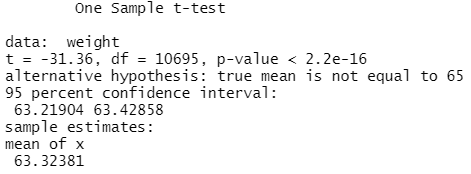 One Sample t-test
data:  weight
t = -31.36, df = 10695, p-value < 2.2e-16
alternative hypothesis: true mean is not equal to 65
95 percent confidence interval:
63.21904 63.42858
sample estimates:
mean of x
63.32381